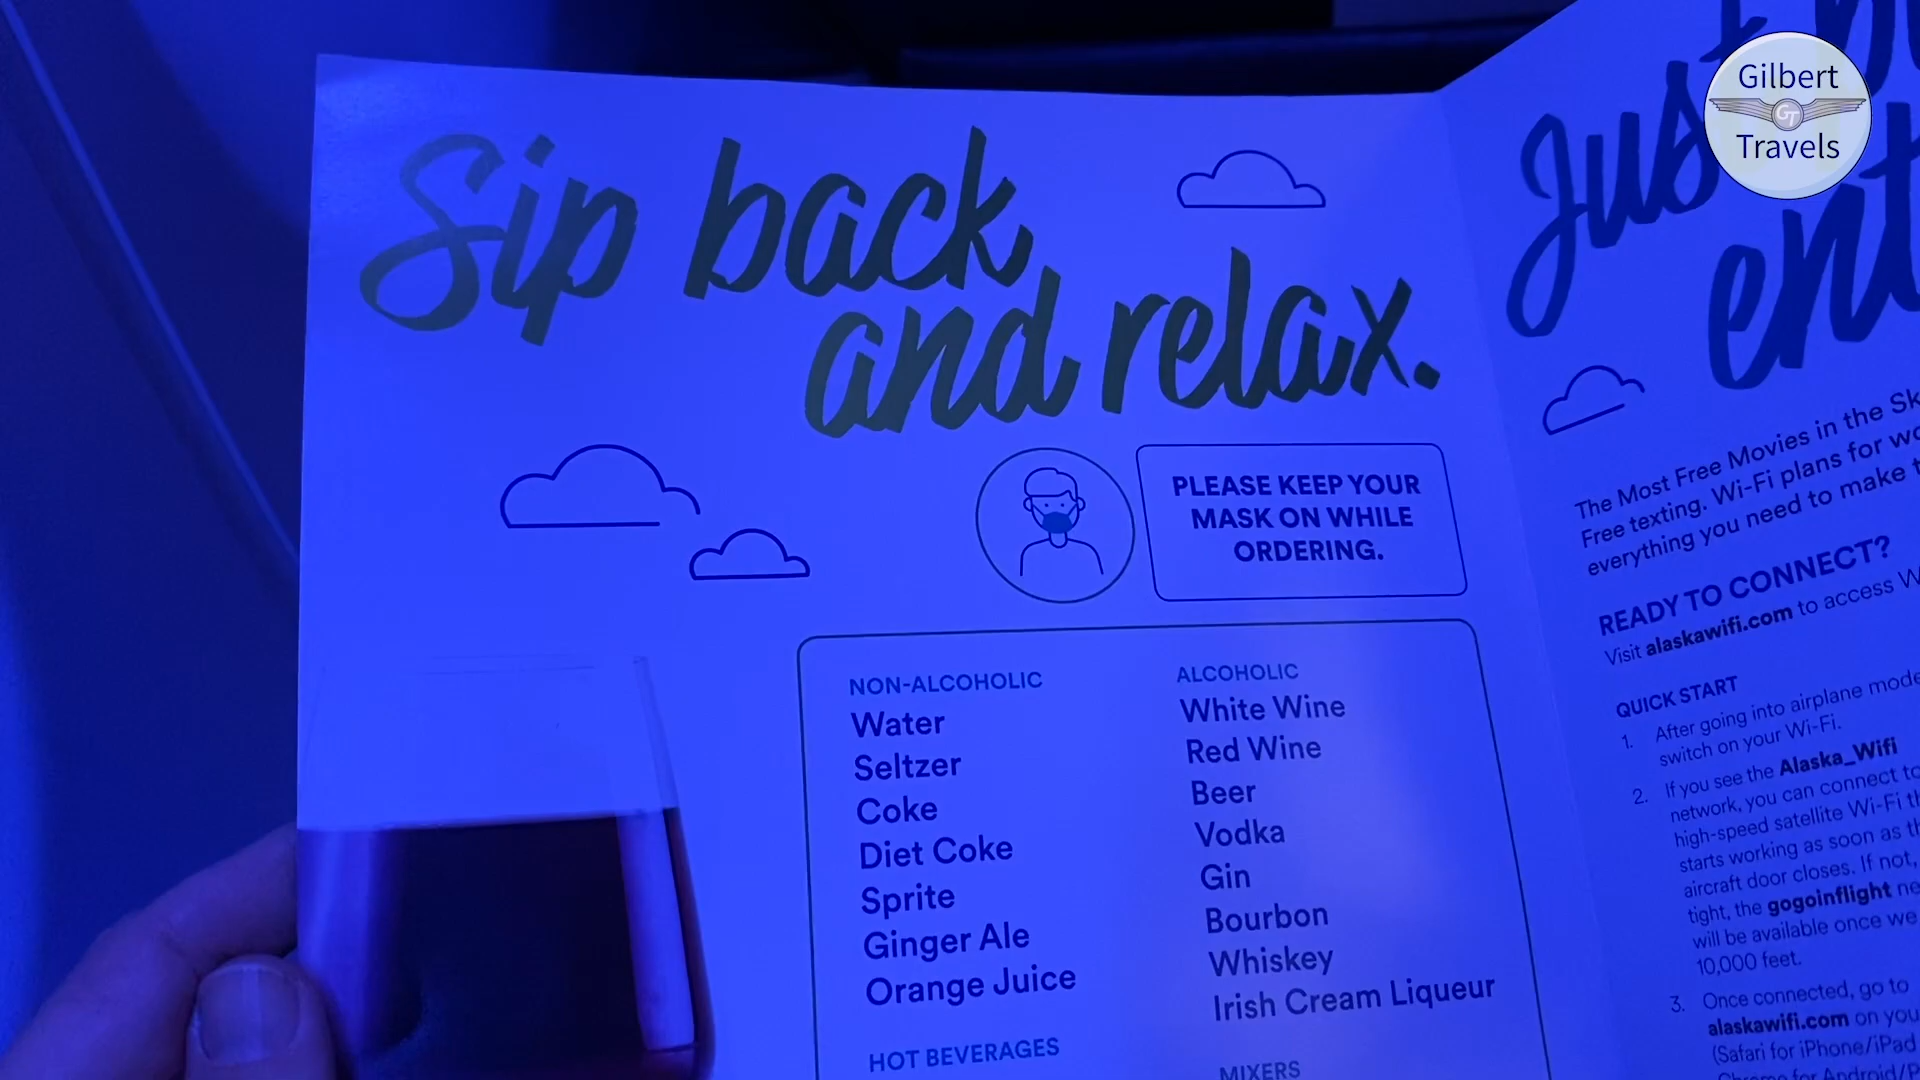 Gilbert
GT
Travels
Sip back
and relax.
PLEASE KEEP YOUR
MASK ON WHILE
ORDERING.
NON-ALCOHOLIC
Water
Seltzer
Coke
Diet Coke
Sprite
Ginger Ale
Orange Juice
HOT BEVERAGES
ALCOHOLIC
White Wine
Red Wine
Beer
Vodka
Gin
Bourbon
Whiskey
Irish Cream Liqueur
MIXERS
The Most Free Movies in the
Free texting. Wi-Fi plans for
everything you need to make
READY TO CONNECT?
Visit alaskawifi.com to access
QUICK START
1. After going into airplane mode
switch on your Wi-Fi.
2. If you see the Alaska_Wifi
network, you can connect to
high-speed satellite Wi-Fi
starts working as soon as
aircraft door closes. If not,
tight, the gogoinflight
will be available once we
10,000 feet.
3. Once connected, go to
alaskawifi.com on
(Safari for iPhone/iPad